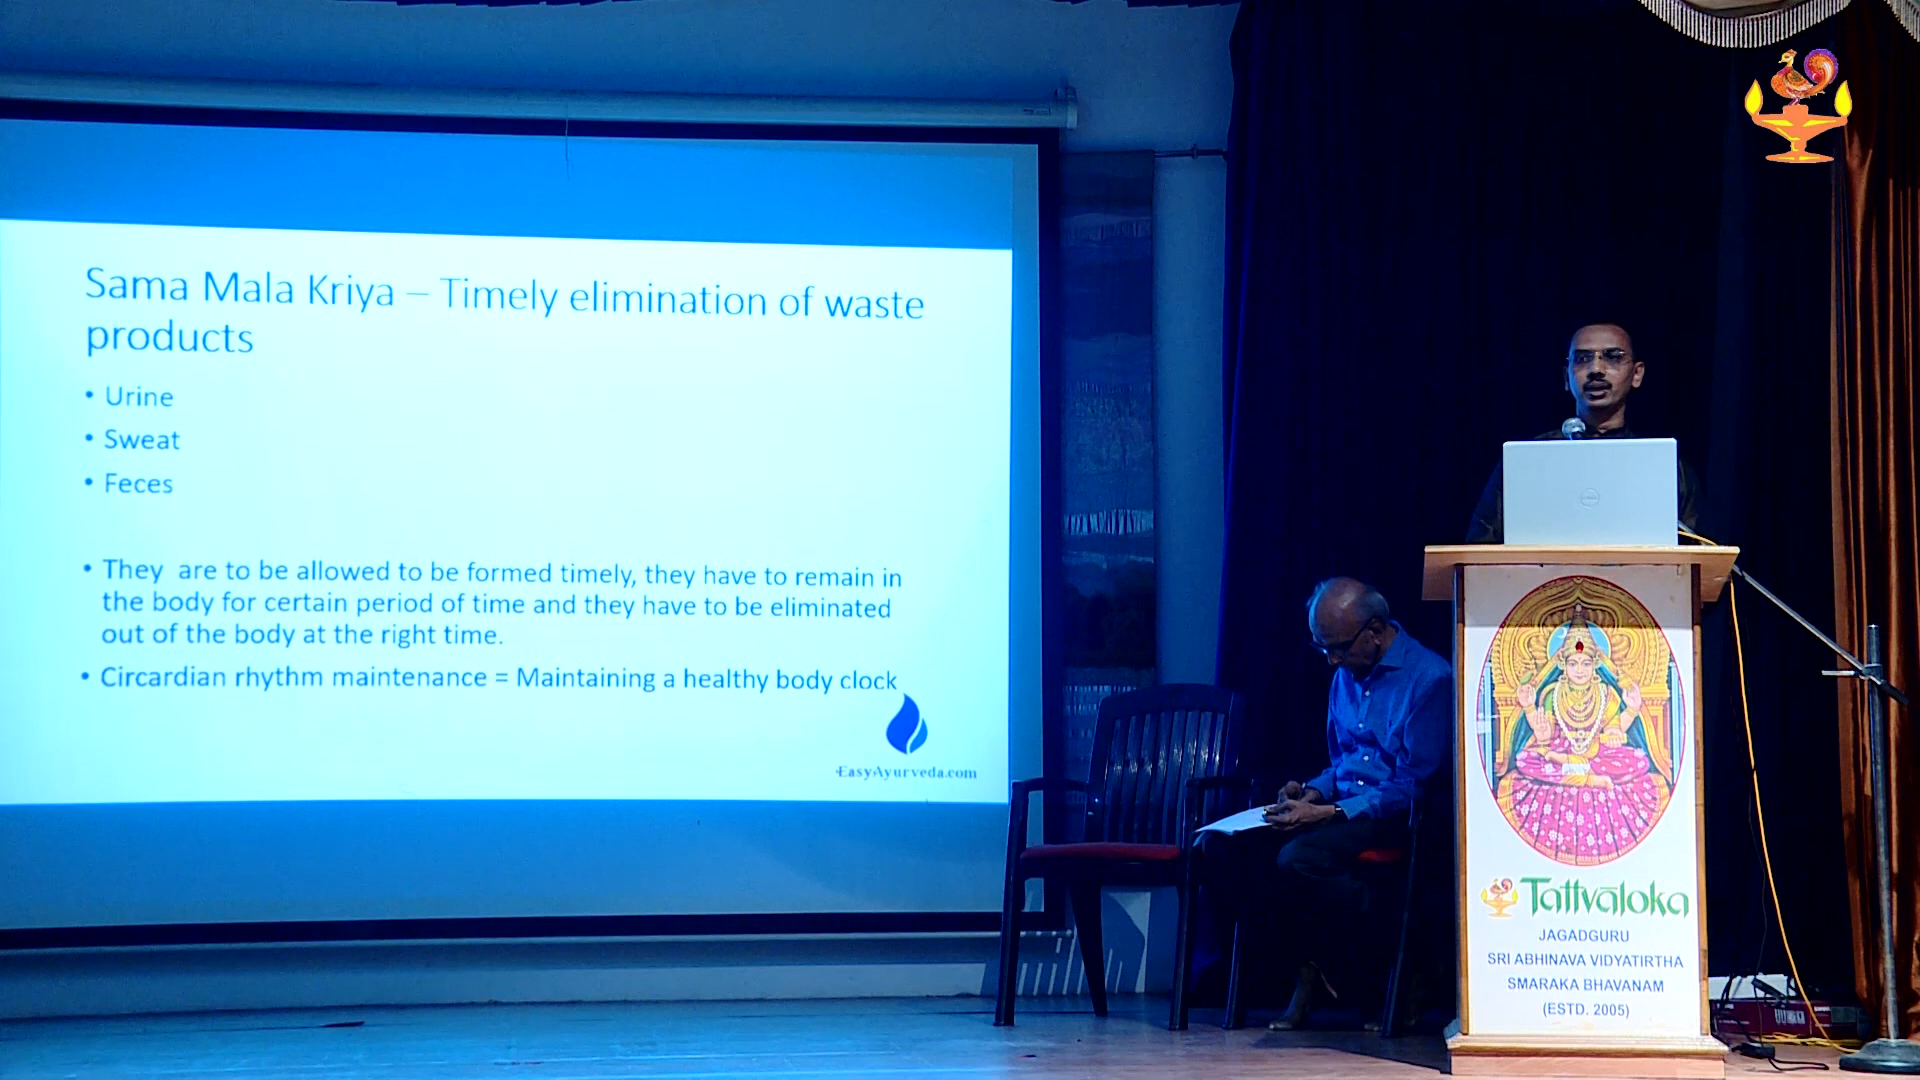 Sama Mala Kriya – Timely elimination of waste
products
• Urine
• Sweat
• Feces
• They are to be allowed to be formed timely, they have to remain in
the body for certain period of time and they have to be eliminated
out of the body at the right time.
• Circardian rhythm maintenance = Maintaining a healthy body clock
EasyAyurveda.com
DELL
Tattvāloka
JAGADGURU
SRI ABHINAVA VIDYATIRTHA
SMARAKA BHAVANAM
(ESTD. 2005)